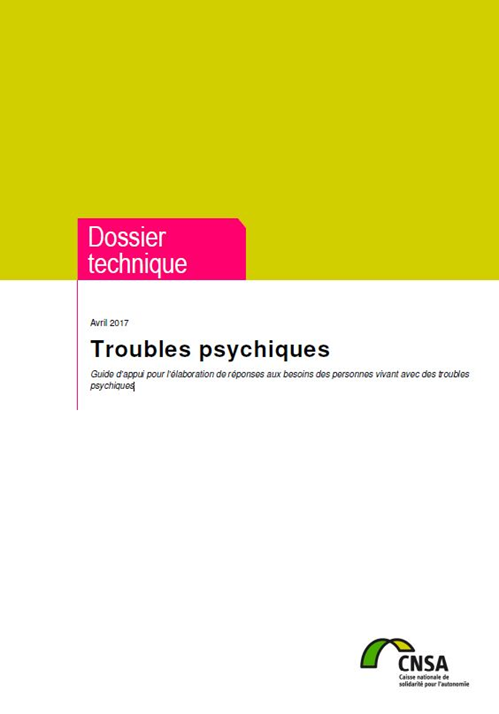 Dossier
technique
Avril 2017
Troubles psychiques
Guide d'appui pour l'élaboration de réponses aux besoins des personnes vivant avec des troubles
psychiques
CNSA
Caisse nationale de
solidarité pour l'autonomie